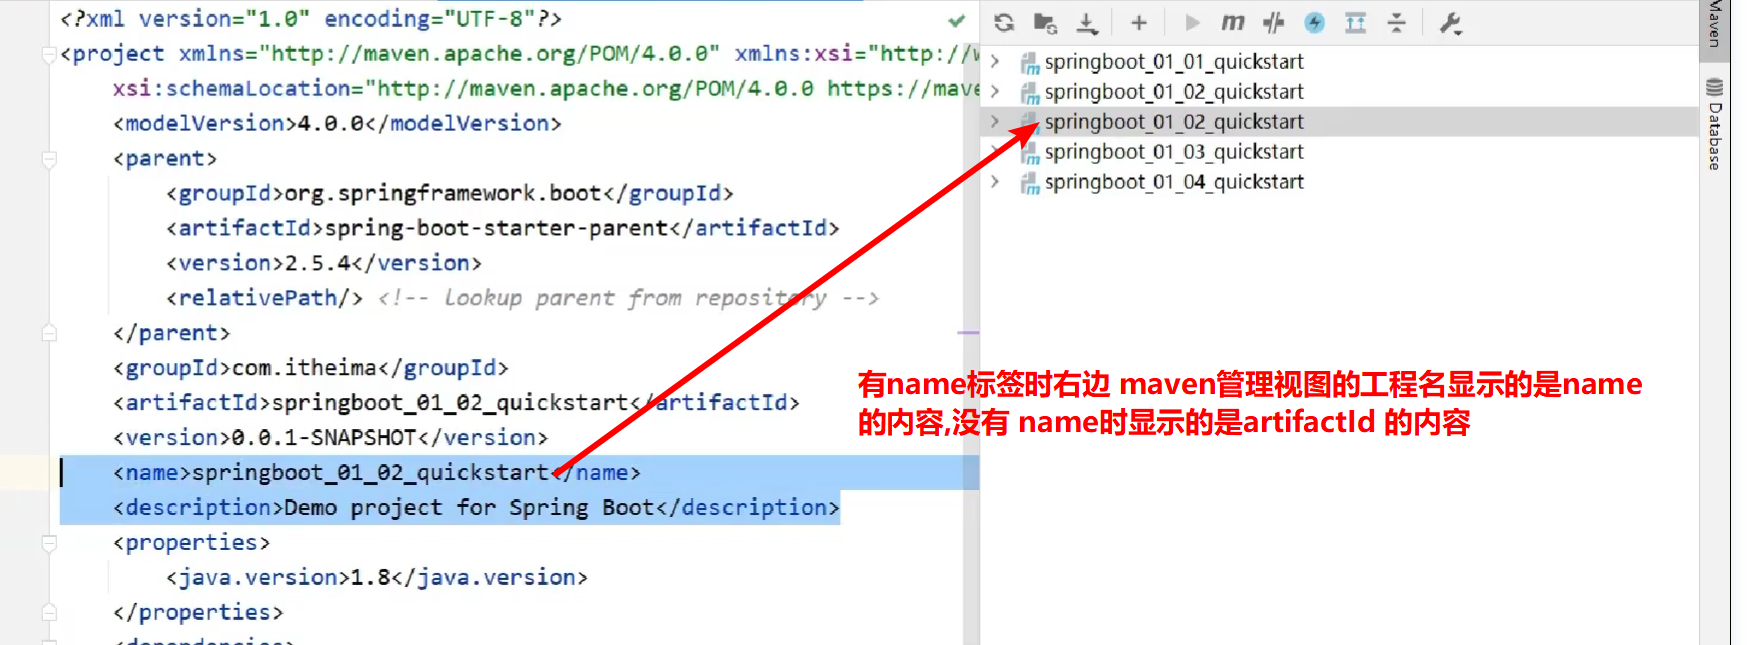 <?xml version="1.0" encoding="UTF-8"?>
<project xmlns="http://maven.apache.org/POM/4.0.0" xmlns:xsi="http://
xsi:schemaLocation="http://maven.apache.org/POM/4.0.0 https://mave
<modelVersion>4.0.0</modelVersion>
<parent>
<groupId>org.springframework.boot</groupId>
<artifactId>spring-boot-starter-parent</artifactId>
<version>2.5.4</version>
<relativePath/> <!-- lookup parent from repository -->
</parent>
<groupId>com.itheima</groupId>
<artifactId>springboot_01_02_quickstart</artifactId>
<version>0.0.1-SNAPSHOT</version>
<name>springboot_01_02_quickstart</name>
<description>Demo project for Spring Boot</description>
<properties>
<java.version>1.8</java.version>
</properties>
<dependencies>
springboot_01_01_quickstart
springboot_01_02_quickstart
springboot_01_02_quickstart
springboot_01_03_quickstart
springboot_01_04_quickstart
有name标签时右边 maven管理视图的工程名显示的是name
的内容,没有 name时显示的是artifactId 的内容
Maven
Database